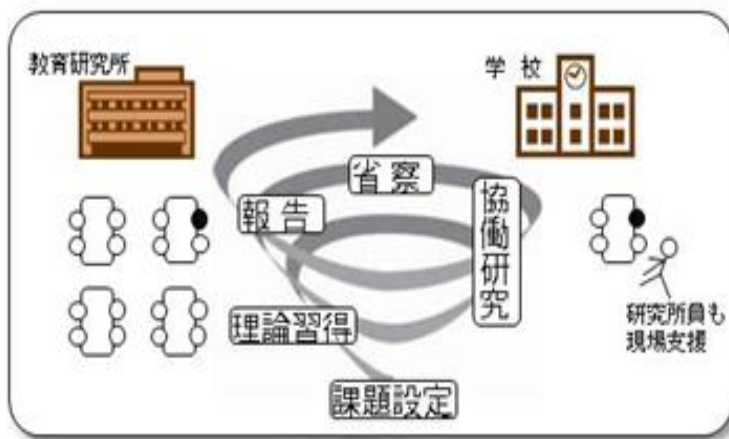 教育研究所
学校
省察
報告
協働研究
理論習得
課題設定
研究所員も
現場支援